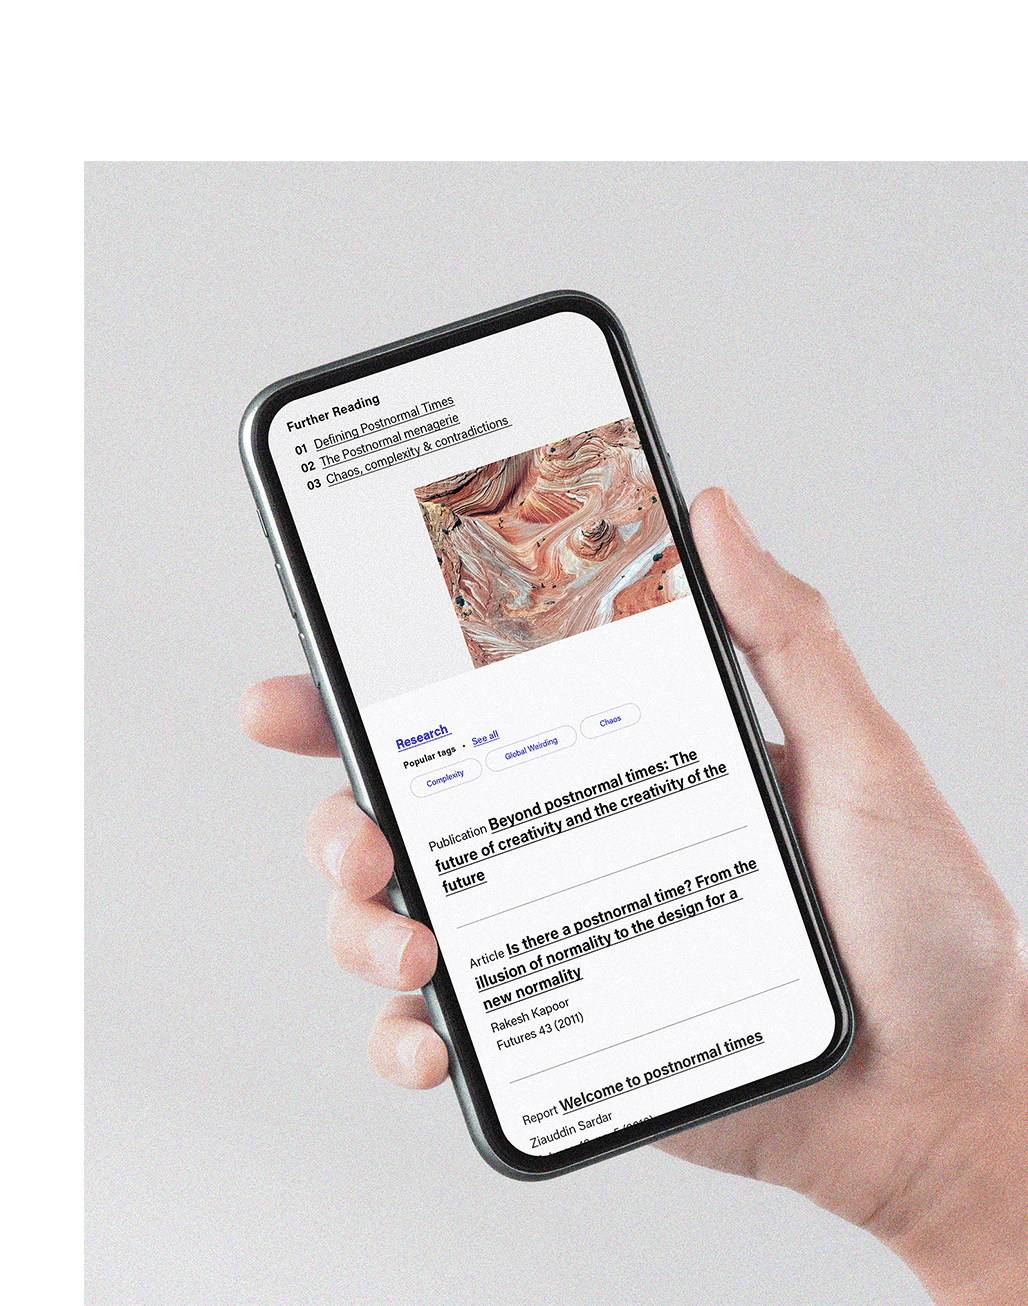 Further Reading
01 Defining Postnormal Times
02 The Postnormal menagerie
03 Chaos, complexity & contradictions
Research
Popular tags • See all
Complexity Global Weirding Chaos
Publication Beyond postnormal times: The
future of creativity and the creativity of the
future
Article Is there a postnormal time? From the
illusion of normality to the design for a
new normality
Rakesh Kapoor
Futures 43 (2011)
Report Welcome to postnormal times
Ziauddin Sardar